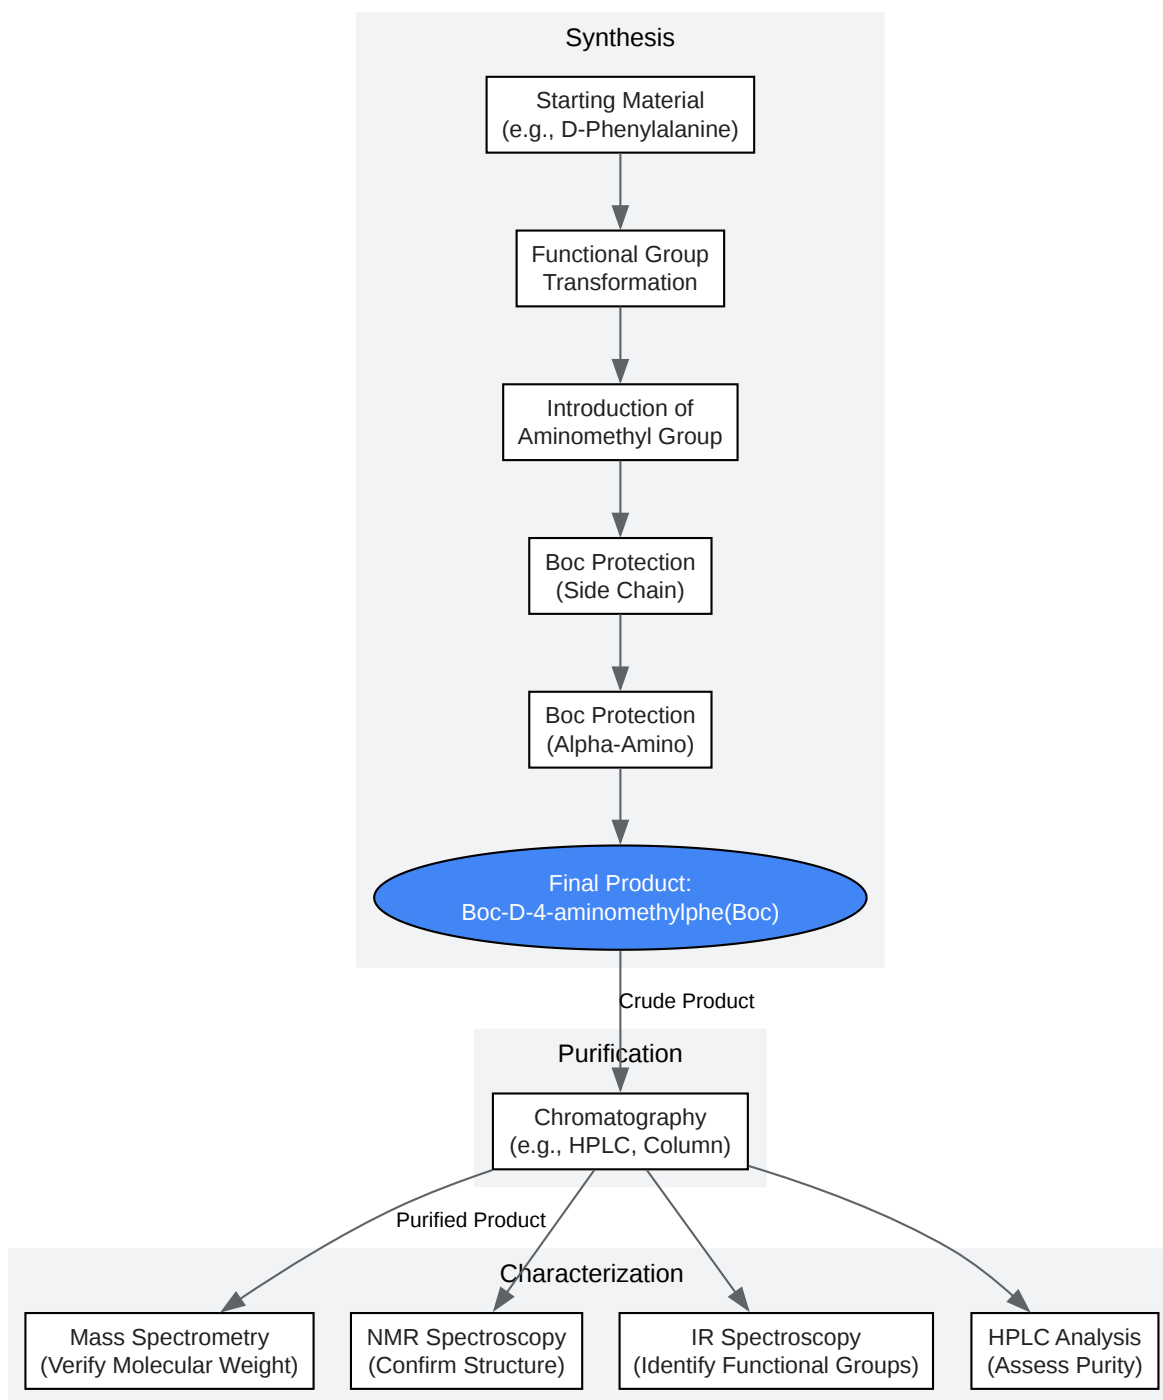 Synthesis
Starting Material
(e.g., D-Phenylalanine)
Functional Group
Transformation
Introduction of
Aminomethyl Group
Boc Protection
(Side Chain)
Boc Protection
(Alpha-Amino)
Final Product:
Boc-D-4-aminomethylphe(Boc)
Crude Product
Purification
Chromatography
(e.g., HPLC, Column)
Purified Product
Characterization
Mass Spectrometry
(Verify Molecular Weight)
NMR Spectroscopy
(Confirm Structure)
IR Spectroscopy
(Identify Functional Groups)
HPLC Analysis
(Assess Purity)